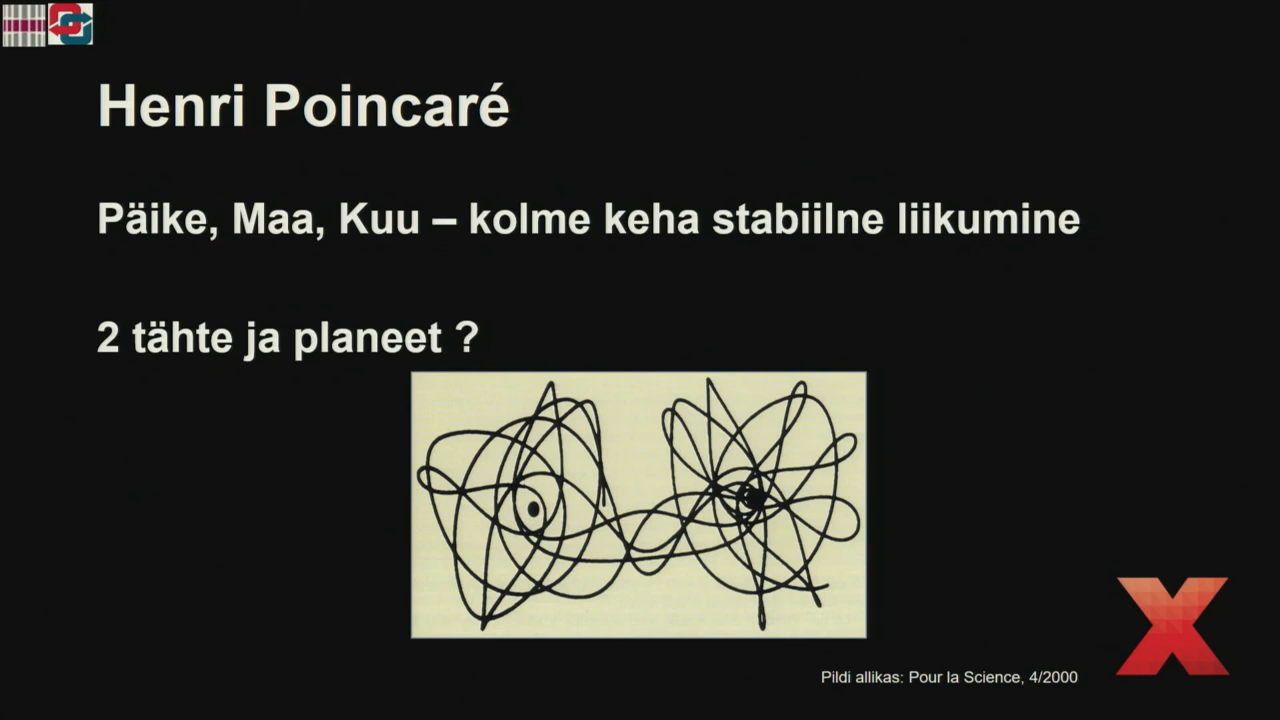 Henri Poincaré
Päike, Maa, Kuu – kolme keha stabiilne liikumine
2 tähte ja planeet ?
Pildi allikas: Pour la Science, 4/2000